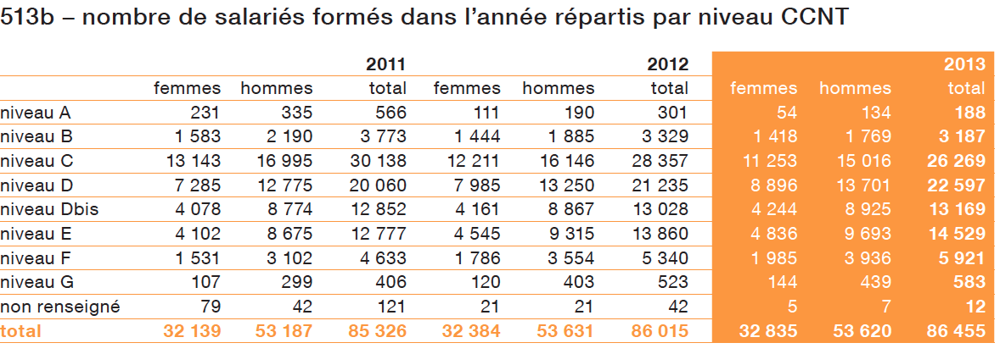 513b – nombre de salariés formés dans l’année répartis par niveau CCNT
2011 2012 2013
femmes hommes total femmes hommes total femmes hommes total
niveau A 231 335 566 111 190 301 54 134 188
niveau B 1 583 2 190 3 773 1 444 1 885 3 329 1 418 1 769 3 187
niveau C 13 143 16 995 30 138 12 211 16 146 28 357 11 253 15 016 26 269
niveau D 7 285 12 775 20 060 7 985 13 250 21 235 8 896 13 701 22 597
niveau Dbis 4 078 8 774 12 852 4 161 8 867 13 028 4 244 8 925 13 169
niveau E 4 102 8 675 12 777 4 545 9 315 13 860 4 836 9 693 14 529
niveau F 1 531 3 102 4 633 1 786 3 554 5 340 1 985 3 936 5 921
niveau G 107 299 406 120 403 523 144 439 583
non renseigné 79 42 121 21 21 42 5 7 12
total 32 139 53 187 85 326 32 384 53 631 86 015 32 835 53 620 86 455